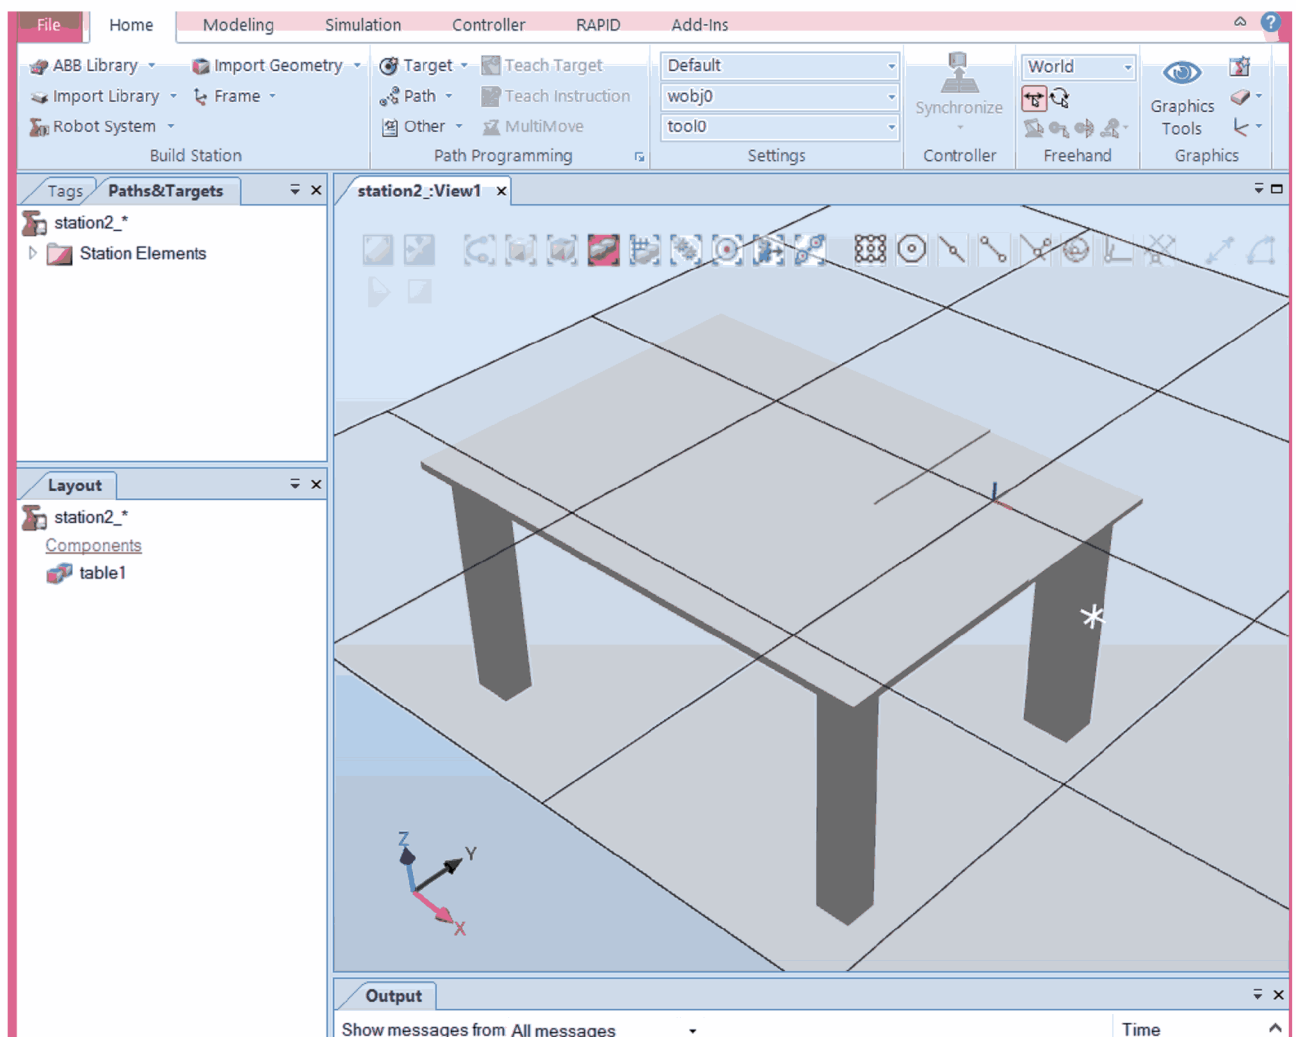 File Home Modeling Simulation Controller RAPID Add-Ins
ABB Library Import Geometry Target Teach Target Default World
Import Library Frame Path Teach Instruction wobj0 Synchronize Graphics Tools
Robot System Other MultiMove tool0
Build Station Path Programming Settings Controller Freehand Graphics
Tags Paths&Targets
station2_*
Station Elements
Layout
station2_*
Components
table1
station2_:View1
Z
Y
X
Output
Show messages from All messages Time